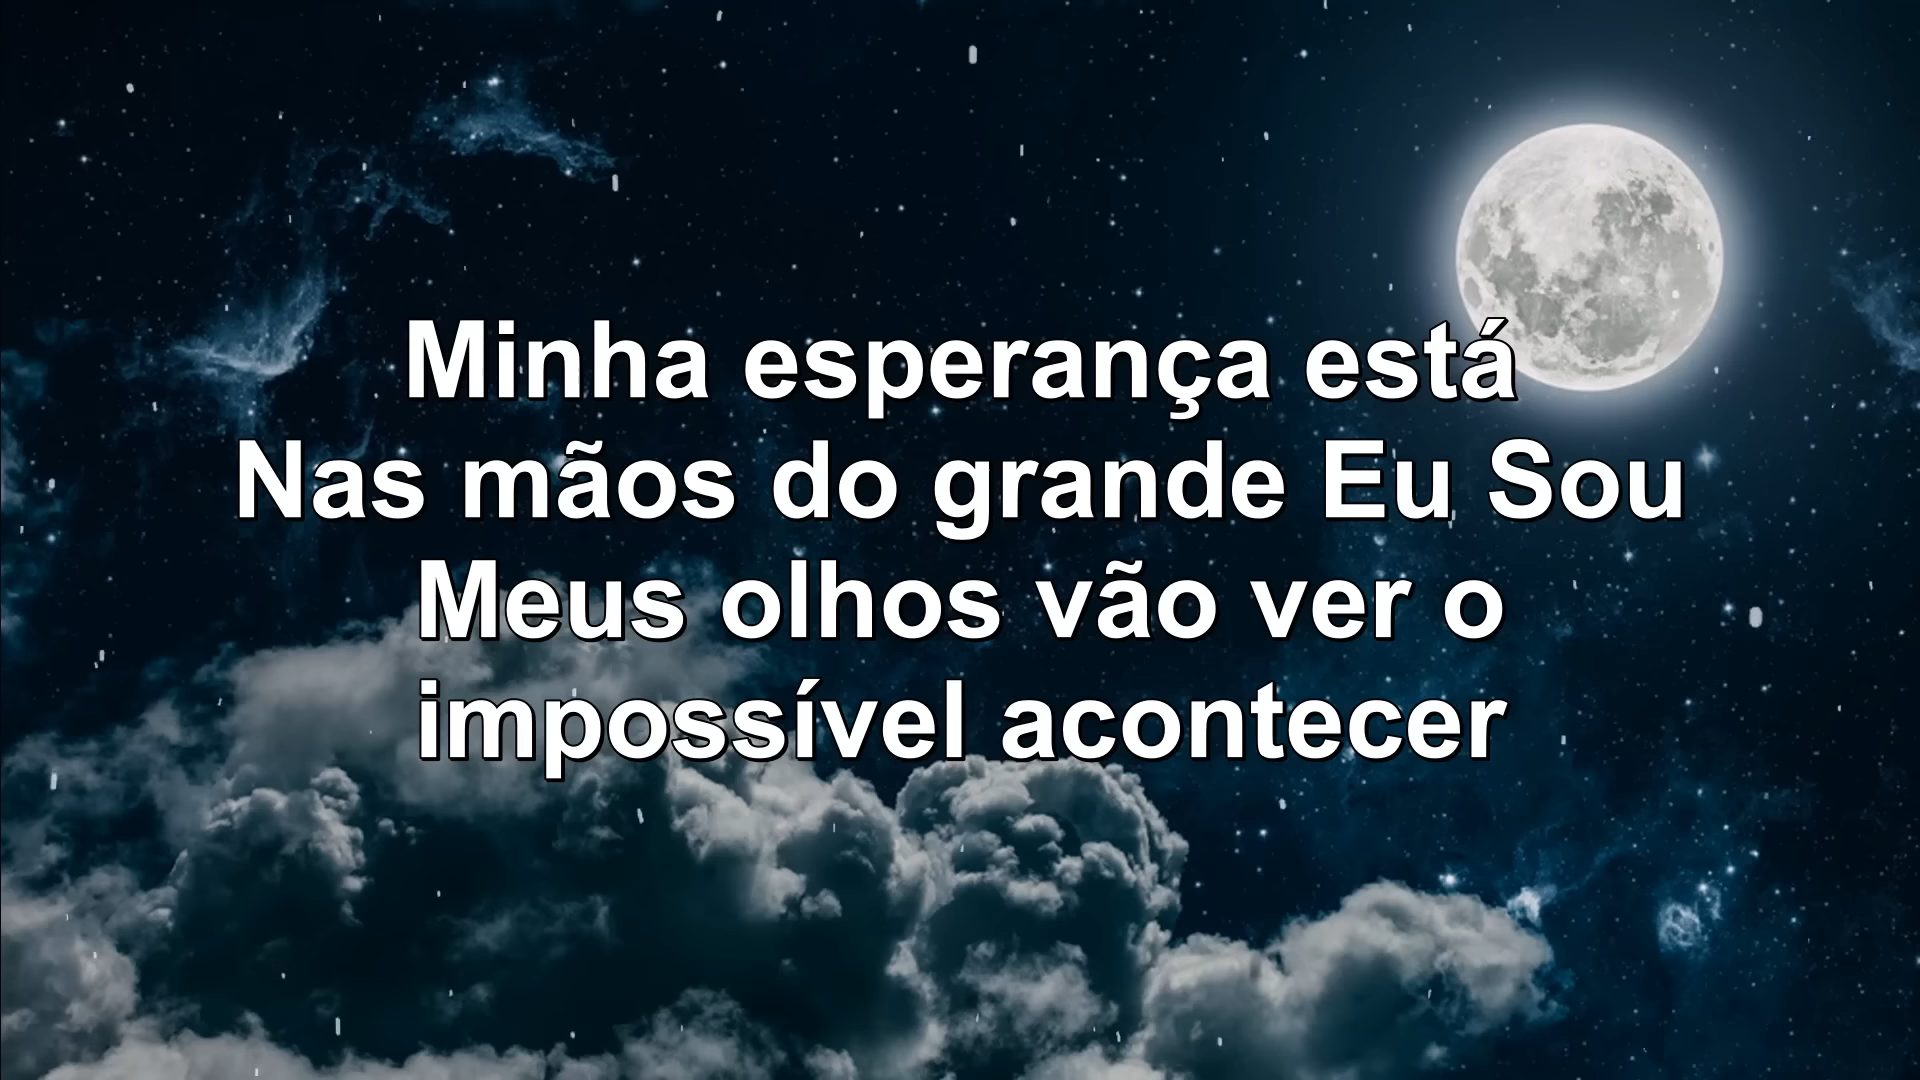 Minha esperança está
Nas mãos do grande Eu Sou
Meus olhos vão ver o
impossível acontecer